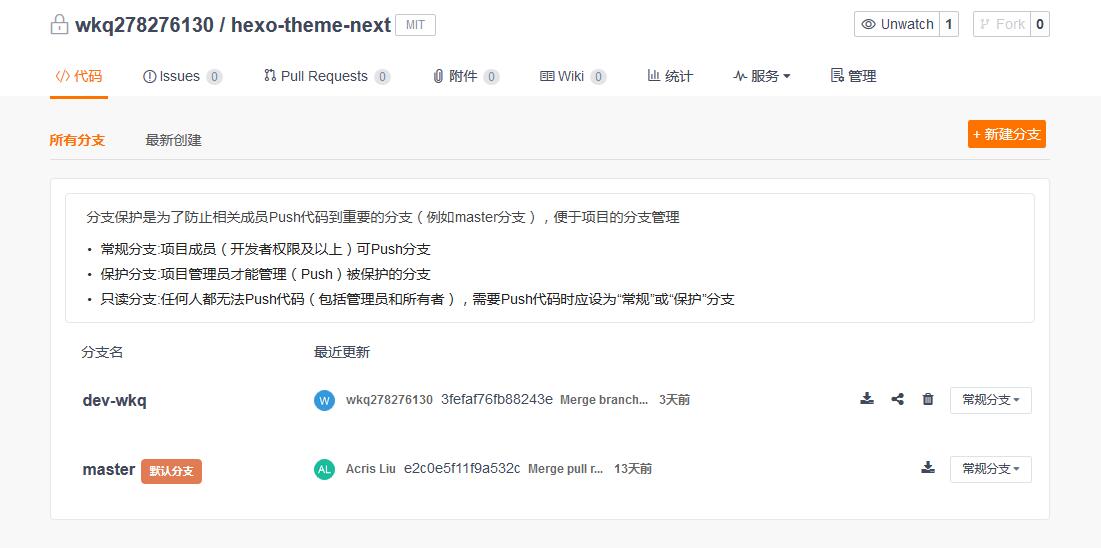 wkq278276130 / hexo-theme-next MIT Unwatch 1 Fork 0
</> 代码 Issues 0 Pull Requests 0 附件 0 Wiki 0 统计 服务 管理
所有分支 最新创建 + 新建分支
分支保护是为了防止相关成员Push代码到重要的分支（例如master分支），便于项目的分支管理
• 常规分支:项目成员（开发者权限及以上）可Push分支
• 保护分支:项目管理员才能管理（Push）被保护的分支
• 只读分支:任何人都无法Push代码（包括管理员和所有者），需要Push代码时应设为“常规”或“保护”分支
分支名 最近更新
dev-wkq W wkq278276130 3fefaf76fb88243e Merge branch... 3天前 常规分支
master 默认分支 AL Acris Liu e2c0e5f11f9a532c Merge pull r... 13天前 常规分支